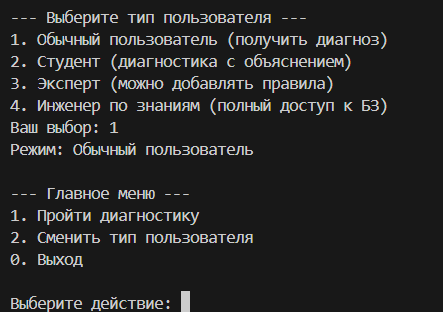 --- Выберите тип пользователя ---
1. Обычный пользователь (получить диагноз)
2. Студент (диагностика с объяснением)
3. Эксперт (можно добавлять правила)
4. Инженер по знаниям (полный доступ к БЗ)
Ваш выбор: 1
Режим: Обычный пользователь
--- Главное меню ---
1. Пройти диагностику
2. Сменить тип пользователя
0. Выход
Выберите действие: